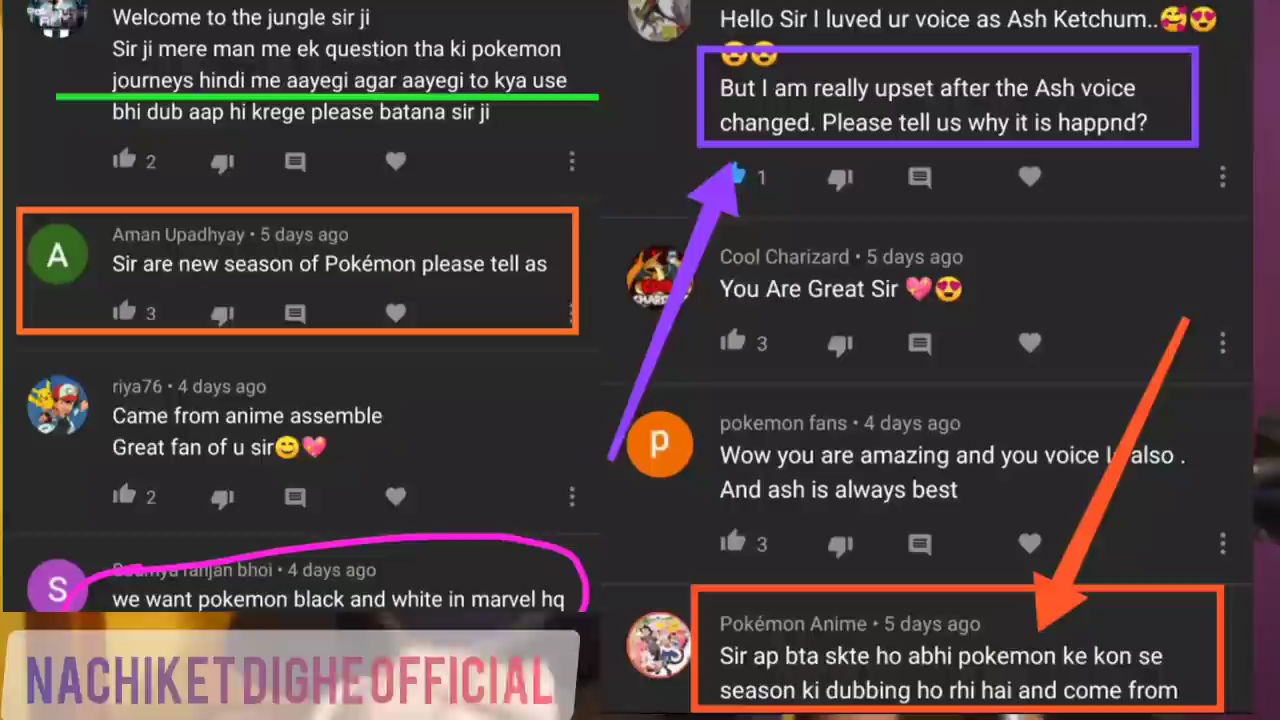 Welcome to the jungle sir ji
Sir ji mere man me ek question tha ki pokemon
journeys hindi me aayegi agar aayegi to kya use
bhi dub aap hi krege please batana sir ji
2
A
Aman Upadhyay • 5 days ago
Sir are new season of Pokémon please tell as
3
riya76 • 4 days ago
Came from anime assemble
Great fan of u sir😊💖
2
S
Soumya ranjan bhoi • 4 days ago
we want pokemon black and white in marvel hq
NACHIKET DIGHE OFFICIAL
Hello Sir I luved ur voice as Ash Ketchum..🥰😍
😍😍
But I am really upset after the Ash voice
changed. Please tell us why it is happnd?
1
Cool Charizard • 5 days ago
You Are Great Sir 💖😍
3
p
pokemon fans • 4 days ago
Wow you are amazing and you voice also .
And ash is always best
3
Pokémon Anime • 5 days ago
Sir ap bta skte ho abhi pokemon ke kon se
season ki dubbing ho rhi hai and come from